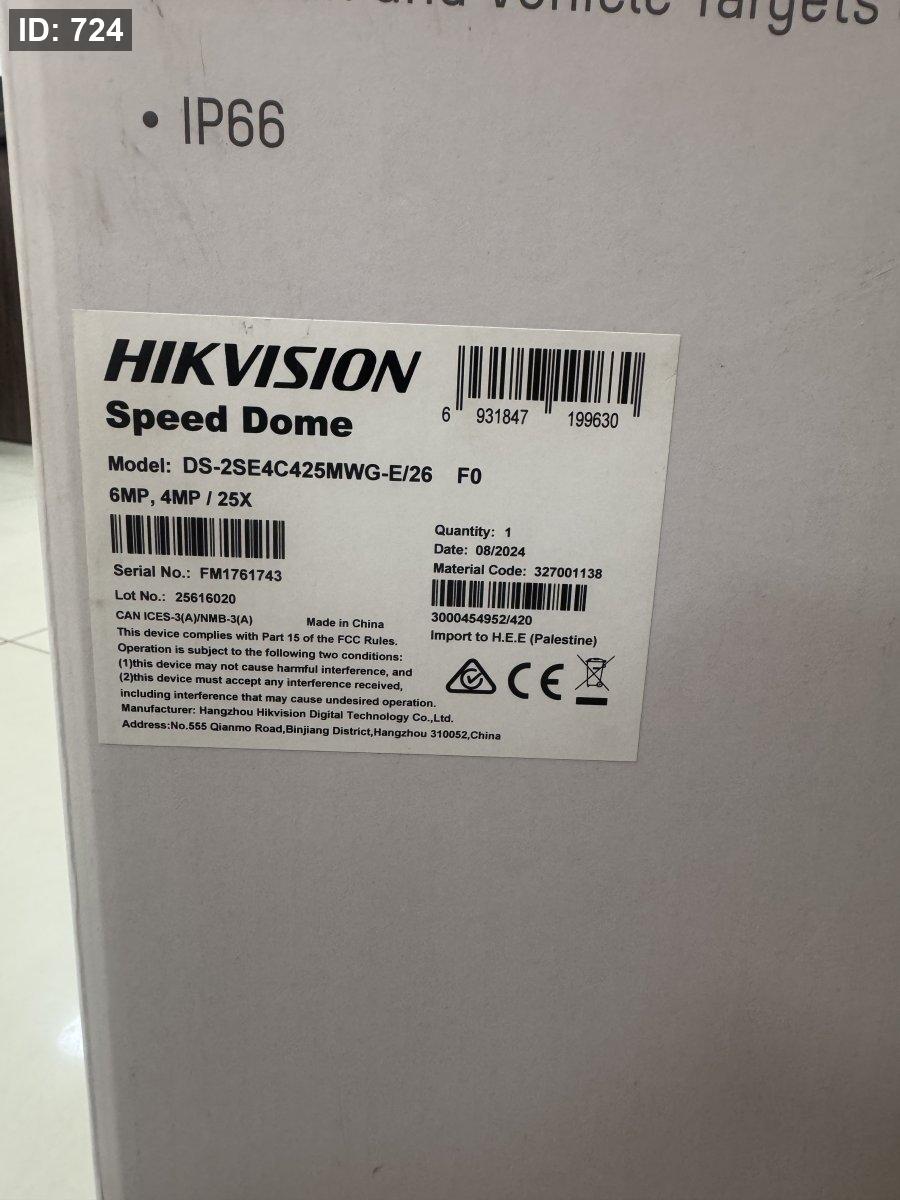 ID: 724
and Vehicle Targets
• IP66
HIKVISION
Speed Dome
6 931847 199630
Model: DS-2SE4C425MWG-E/26 F0
6MP, 4MP / 25X
Serial No.: FM1761743
Lot No.: 25616020
Quantity: 1
Date: 08/2024
Material Code: 327001138
3000454952/420
Import to H.E.E (Palestine)
CAN ICES-3(A)/NMB-3(A) Made in China
This device complies with Part 15 of the FCC Rules.
Operation is subject to the following two conditions:
(1)this device may not cause harmful interference, and
(2)this device must accept any interference received,
including interference that may cause undesired operation.
Manufacturer: Hangzhou Hikvision Digital Technology Co.,Ltd.
Address:No.555 Qianmo Road,Binjiang District,Hangzhou 310052,China
CE